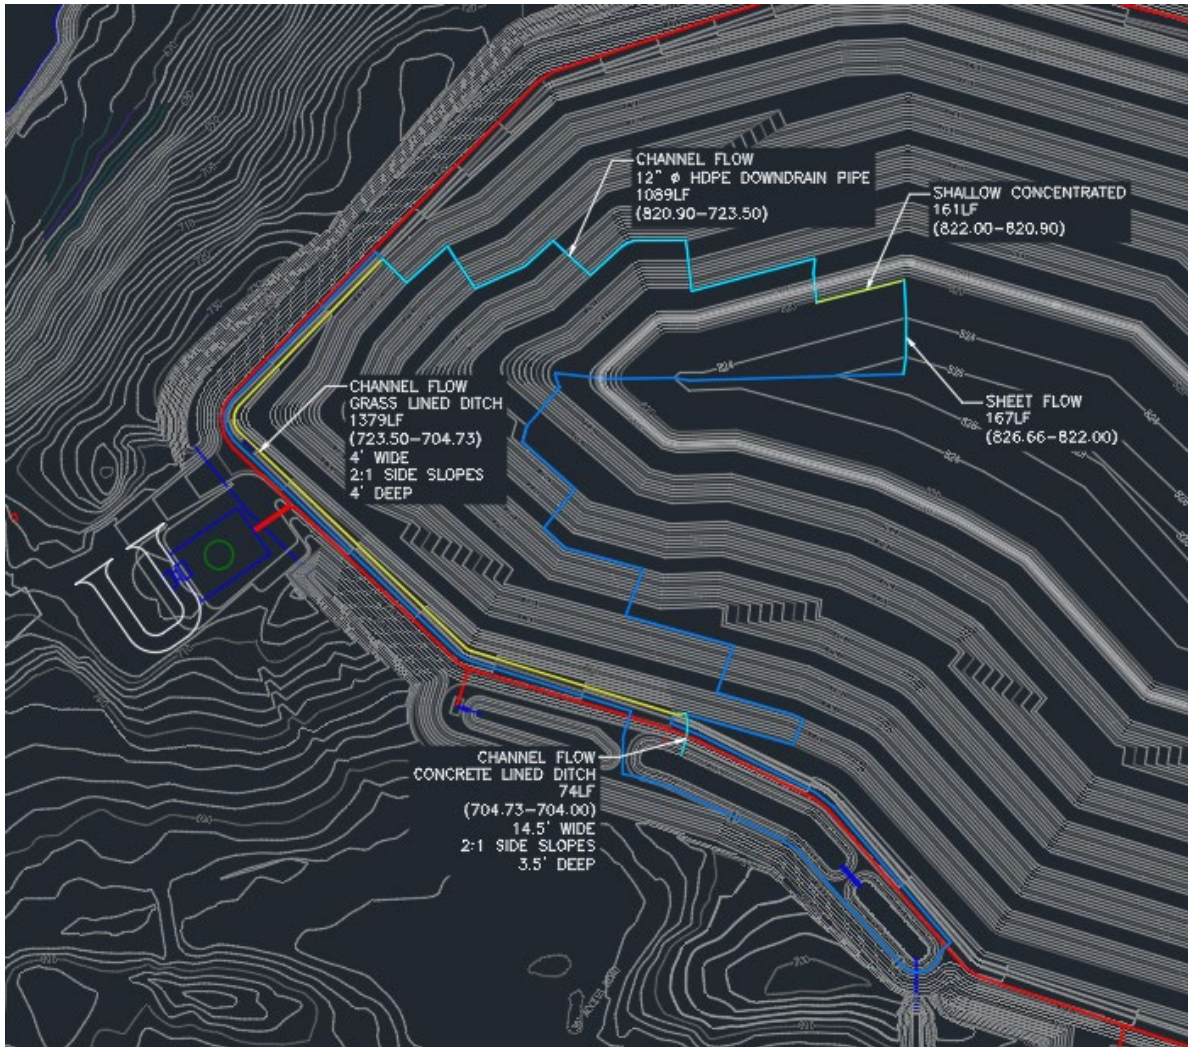 CHANNEL FLOW
12" ø HDPE DOWNDRAIN PIPE
1089LF
(820.90-723.50)
SHALLOW CONCENTRATED
161LF
(822.00-820.90)
CHANNEL FLOW
GRASS LINED DITCH
1379LF
(723.50-704.73)
4' WIDE
2:1 SIDE SLOPES
4' DEEP
SHEET FLOW
167LF
(826.66-822.00)
824
824
CHANNEL FLOW
CONCRETE LINED DITCH
74LF
(704.73-704.00)
14.5' WIDE
2:1 SIDE SLOPES
3.5' DEEP